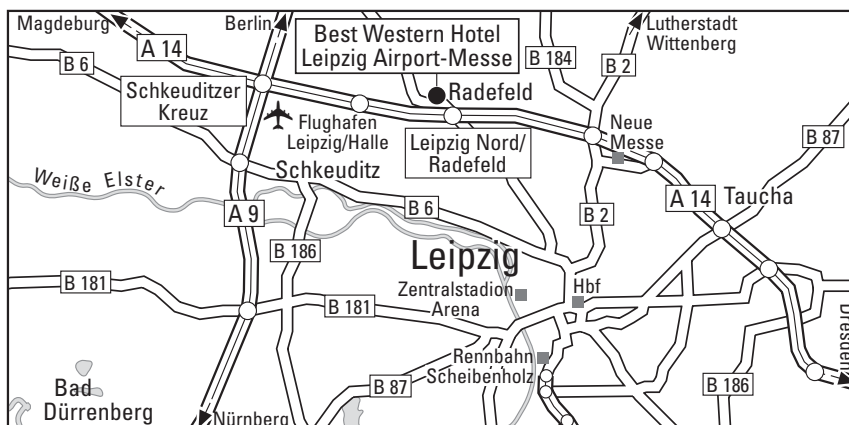 Magdeburg
Berlin
Best Western Hotel
Leipzig Airport-Messe
Lutherstadt
Wittenberg
A 14
B 6
B 184
B 2
Schkeuditzer
Kreuz
Radefeld
Flughafen
Leipzig/Halle
Leipzig Nord/
Radefeld
Neue
Messe
B 87
Schkeuditz
Weiße Elster
A 9
B 6
B 2
A 14
Taucha
B 186
Leipzig
B 181
Zentralstadion
Arena
Hbf
B 181
Dresden
Rennbahn
Scheibenholz
Bad
Dürrenberg
B 87
B 186
Nürnberg